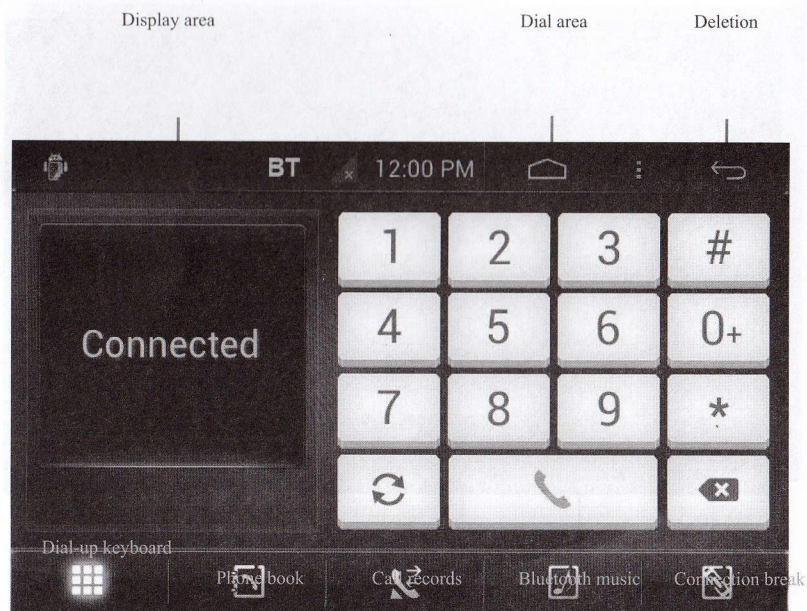 Display area Dial area Deletion
BT 12:00 PM
1 2 3 #
Connected
4 5 6 0+
7 8 9 *
Dial-up keyboard
Phone book Call records Bluetooth music Connection break